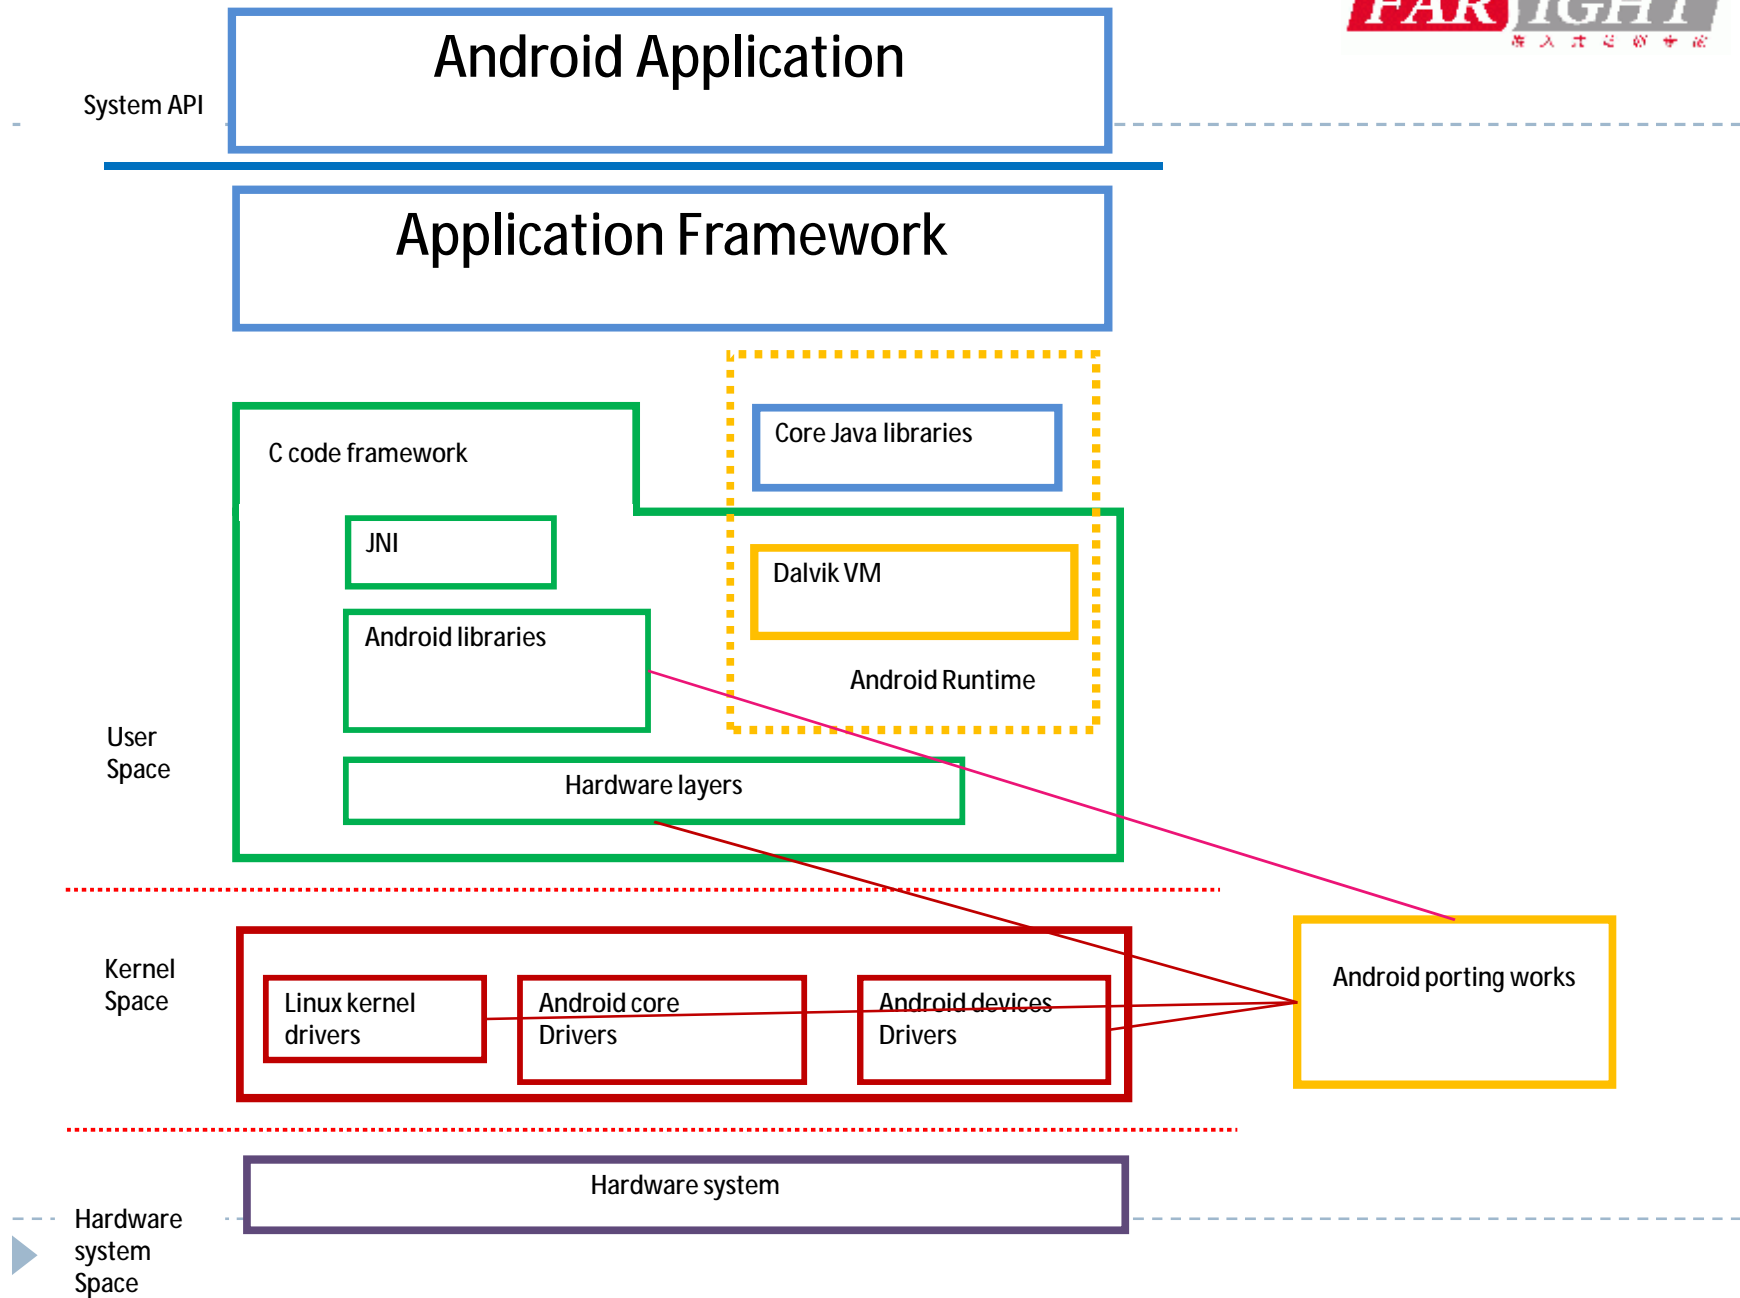 FARSIGHT
Android Application
System API
Application Framework
Core Java libraries
C code framework
JNI
Dalvik VM
Android libraries
Android Runtime
User
Space
Hardware layers
Kernel
Space
Linux kernel
drivers
Android core
Drivers
Android devices
Drivers
Android porting works
Hardware system
Hardware
system
Space